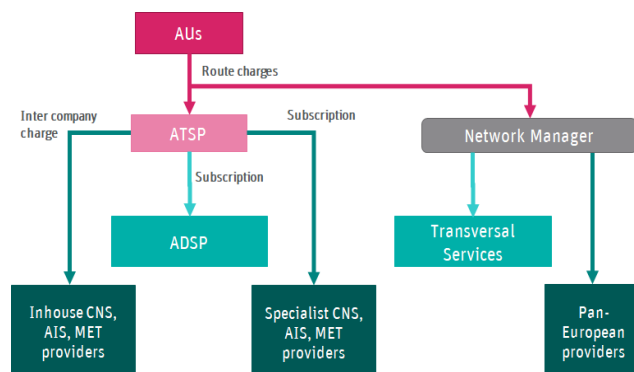 AUs
Route charges
Inter company
charge
Subscription
ATSP
Network Manager
Subscription
ADSP
Transversal
Services
Inhouse CNS,
AIS, MET
providers
Specialist CNS,
AIS, MET
providers
Pan-
European
providers